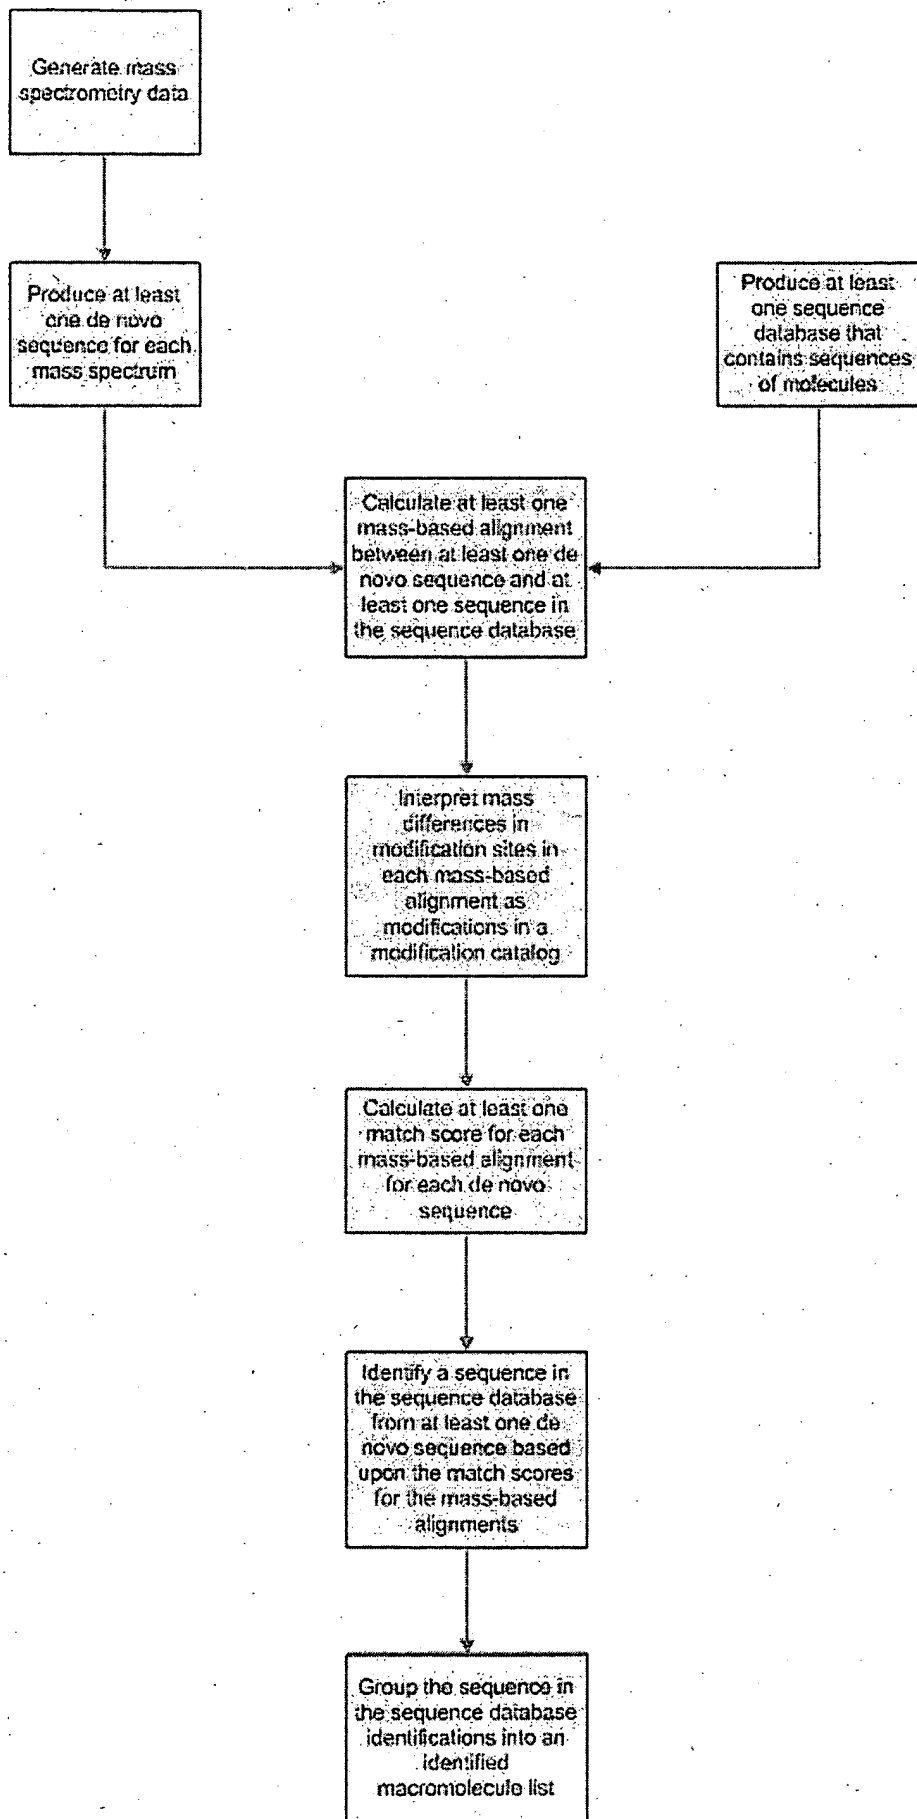 Generate mass
spectrometry data
Produce at least
one de novo
sequence for each
mass spectrum
Produce at least
one sequence
database that
contains sequences
of molecules
Calculate at least one
mass-based alignment
between at least one de
novo sequence and at
least one sequence in
the sequence database
Interpret mass
differences in
modification sites in
each mass-based
alignment as
modifications in a
modification catalog
Calculate at least one
match score for each
mass-based alignment
for each de novo
sequence
Identify a sequence in
the sequence database
from at least one de
novo sequence based
upon the match scores
for the mass-based
alignments
Group the sequence in
the sequence database
identifications into an
identified
macromolecule list